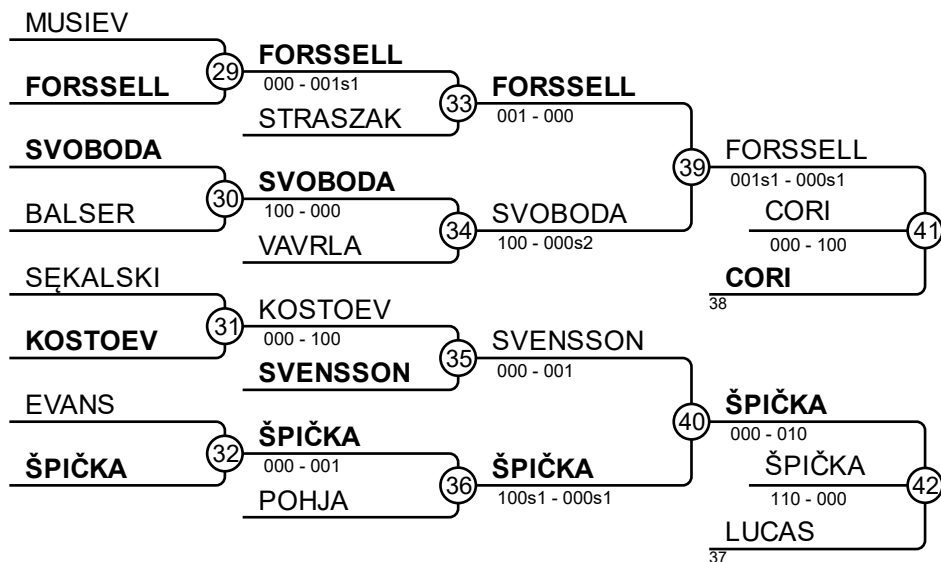 MUSIEV
29
FORSSELL
000 - 001s1
FORSSELL
33
FORSSELL
001 - 000
STRASZAK
SVOBODA
39
FORSSELL
001s1 - 000s1
30
SVOBODA
100 - 000
CORI
000 - 100
41
BALSER
34
SVOBODA
100 - 000s2
VAVRLA
SĘKALSKI
CORI
38
31
KOSTOEV
000 - 100
KOSTOEV
35
SVENSSON
000 - 001
SVENSSON
EVANS
40
ŠPIČKA
000 - 010
32
ŠPIČKA
000 - 001
ŠPIČKA
36
ŠPIČKA
100s1 - 000s1
ŠPIČKA
110 - 000
42
POHJA
LUCAS
37